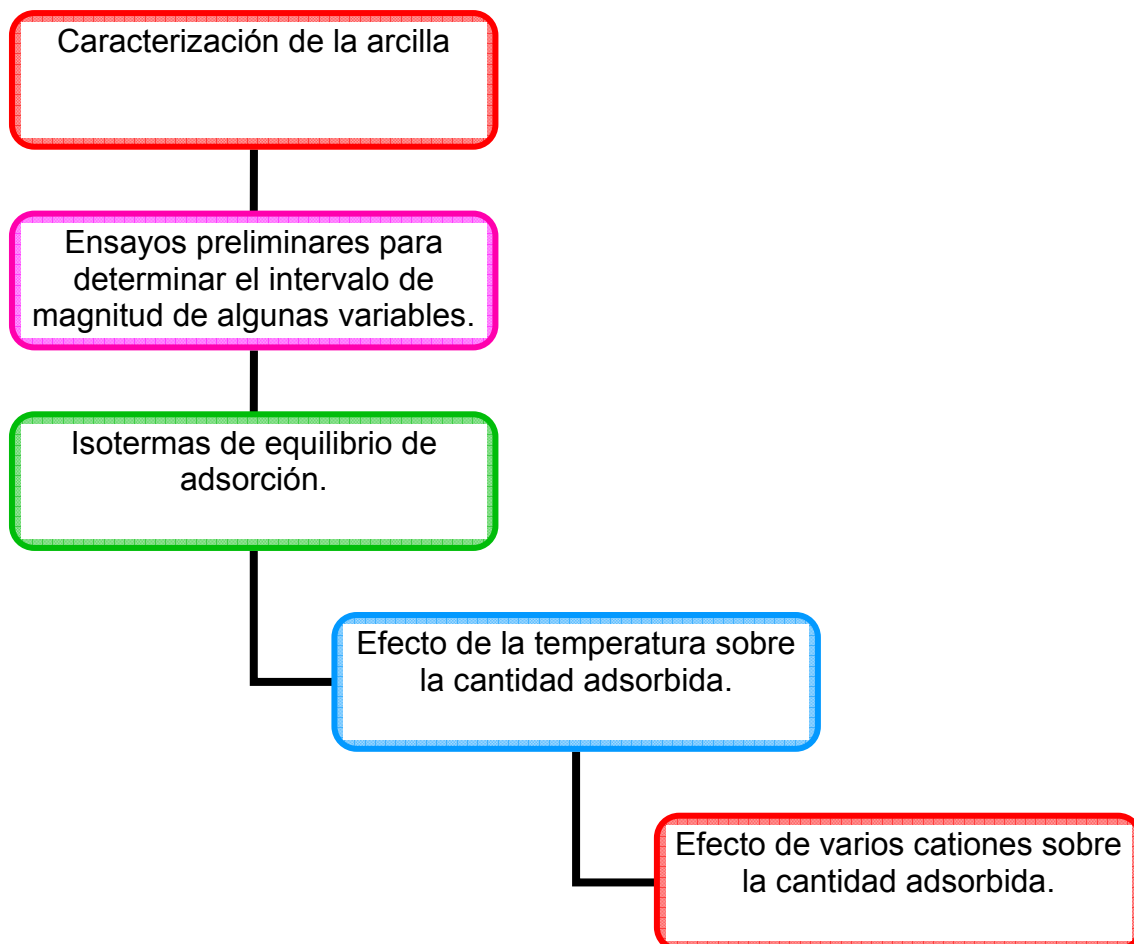 Caracterización de la arcilla
Ensayos preliminares para
determinar el intervalo de
magnitud de algunas variables.
Isotermas de equilibrio de
adsorción.
Efecto de la temperatura sobre
la cantidad adsorbida.
Efecto de varios cationes sobre
la cantidad adsorbida.